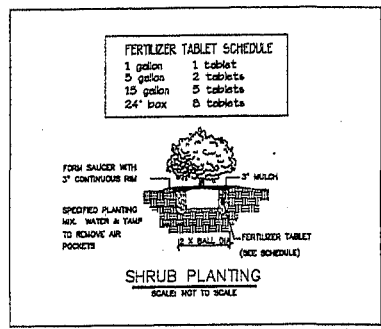 FERTILIZER TABLET SCHEDULE
1 gallon 1 tablet
5 gallon 2 tablets
15 gallon 5 tablets
24" box 8 tablets
FORM SAUCER WITH
3" CONTINUOUS RIM
3" MULCH
SPECIFIED PLANTING
MIX. WATER & TAMP
TO REMOVE AIR
POCKETS
2 X BALL DIA.
FERTILIZER TABLET
(SEE SCHEDULE)
SHRUB PLANTING
SCALE: NOT TO SCALE